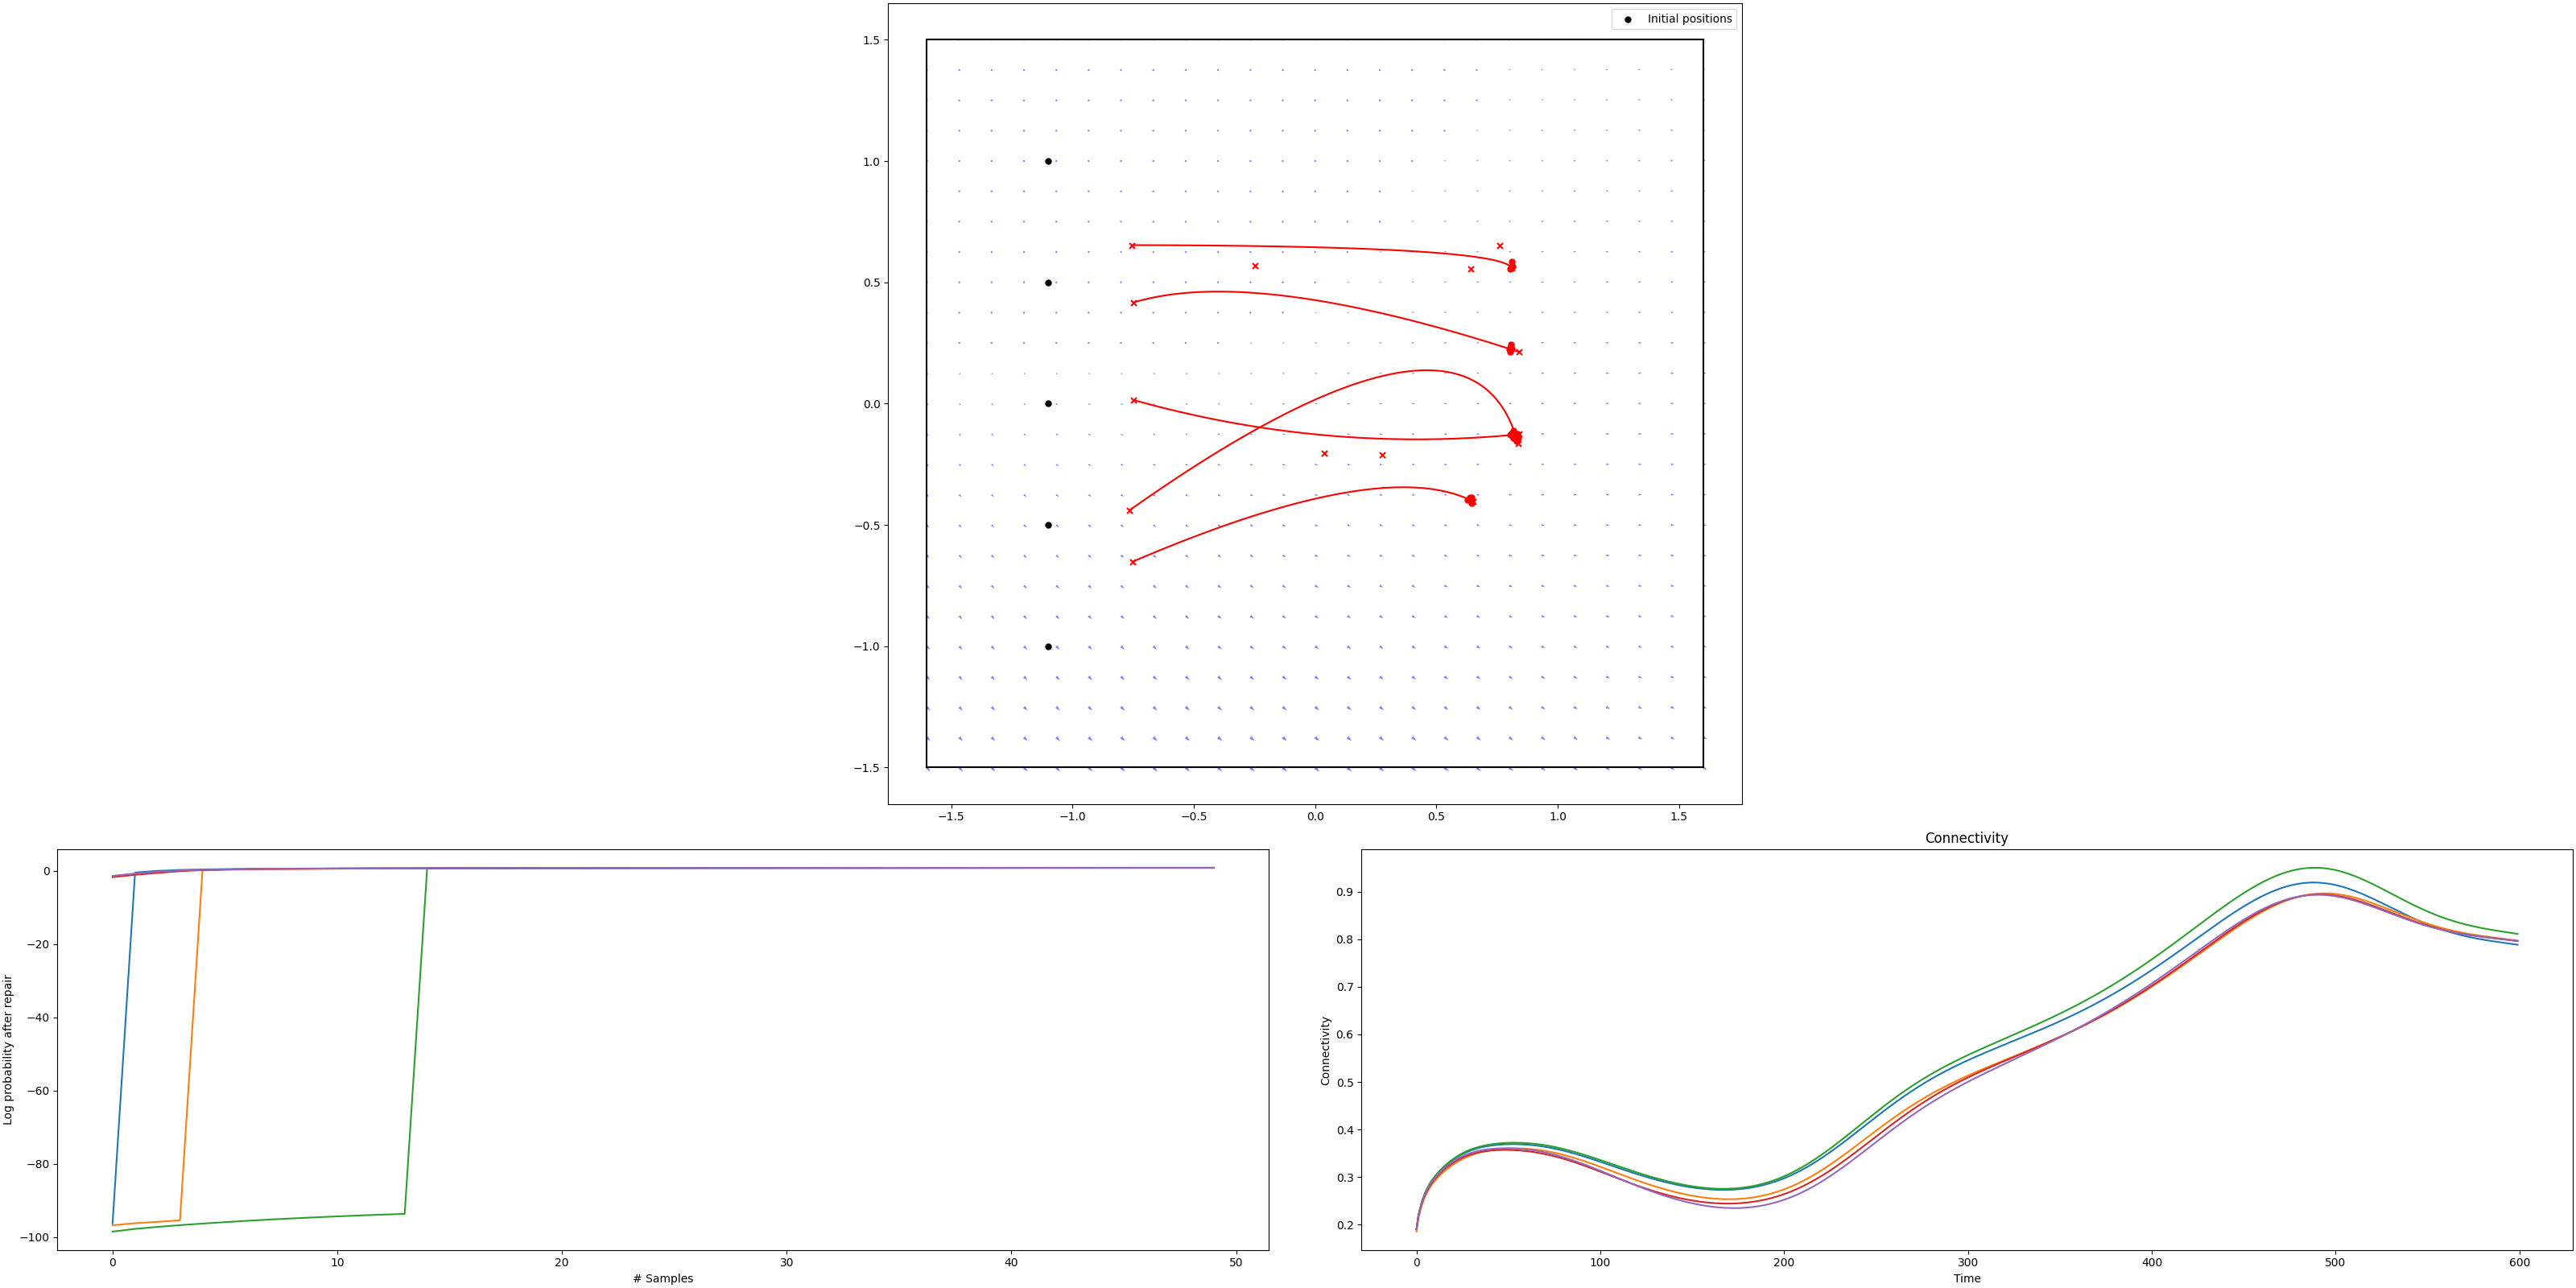 Initial positions
1.5
1.0
0.5
0.0
−0.5
−1.0
−1.5
−1.5 −1.0 −0.5 0.0 0.5 1.0 1.5
Log probability after repair
0
−20
−40
−60
−80
−100
0 10 20 30 40 50
# Samples
Connectivity
Connectivity
0.9
0.8
0.7
0.6
0.5
0.4
0.3
0.2
0 100 200 300 400 500 600
Time